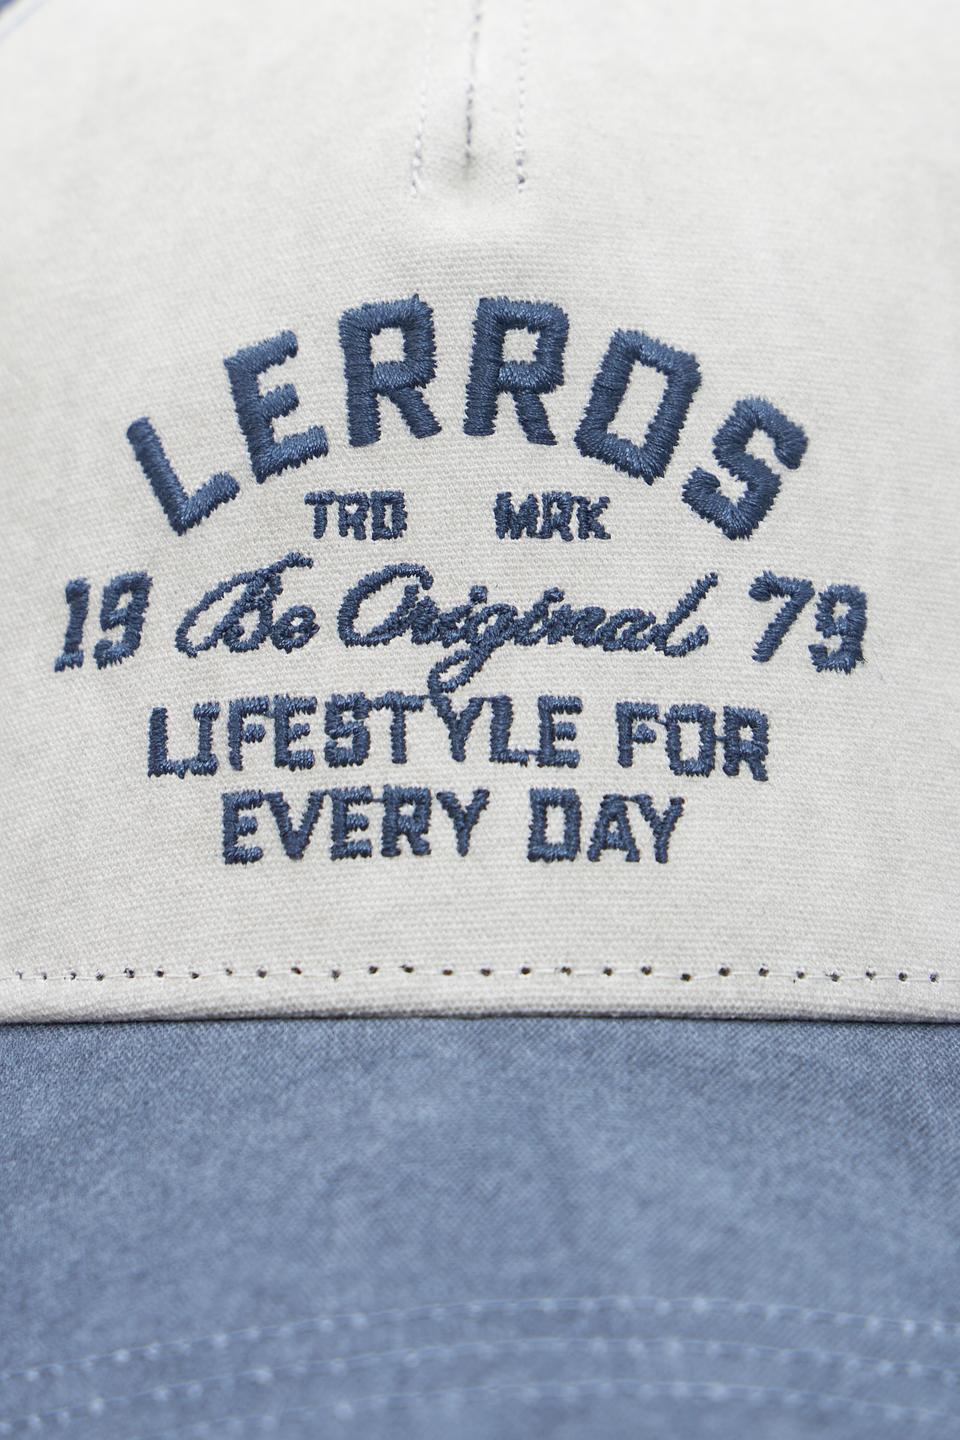 LERROS
TRD MRK
19 Be Original 79
LIFESTYLE FOR
EVERY DAY